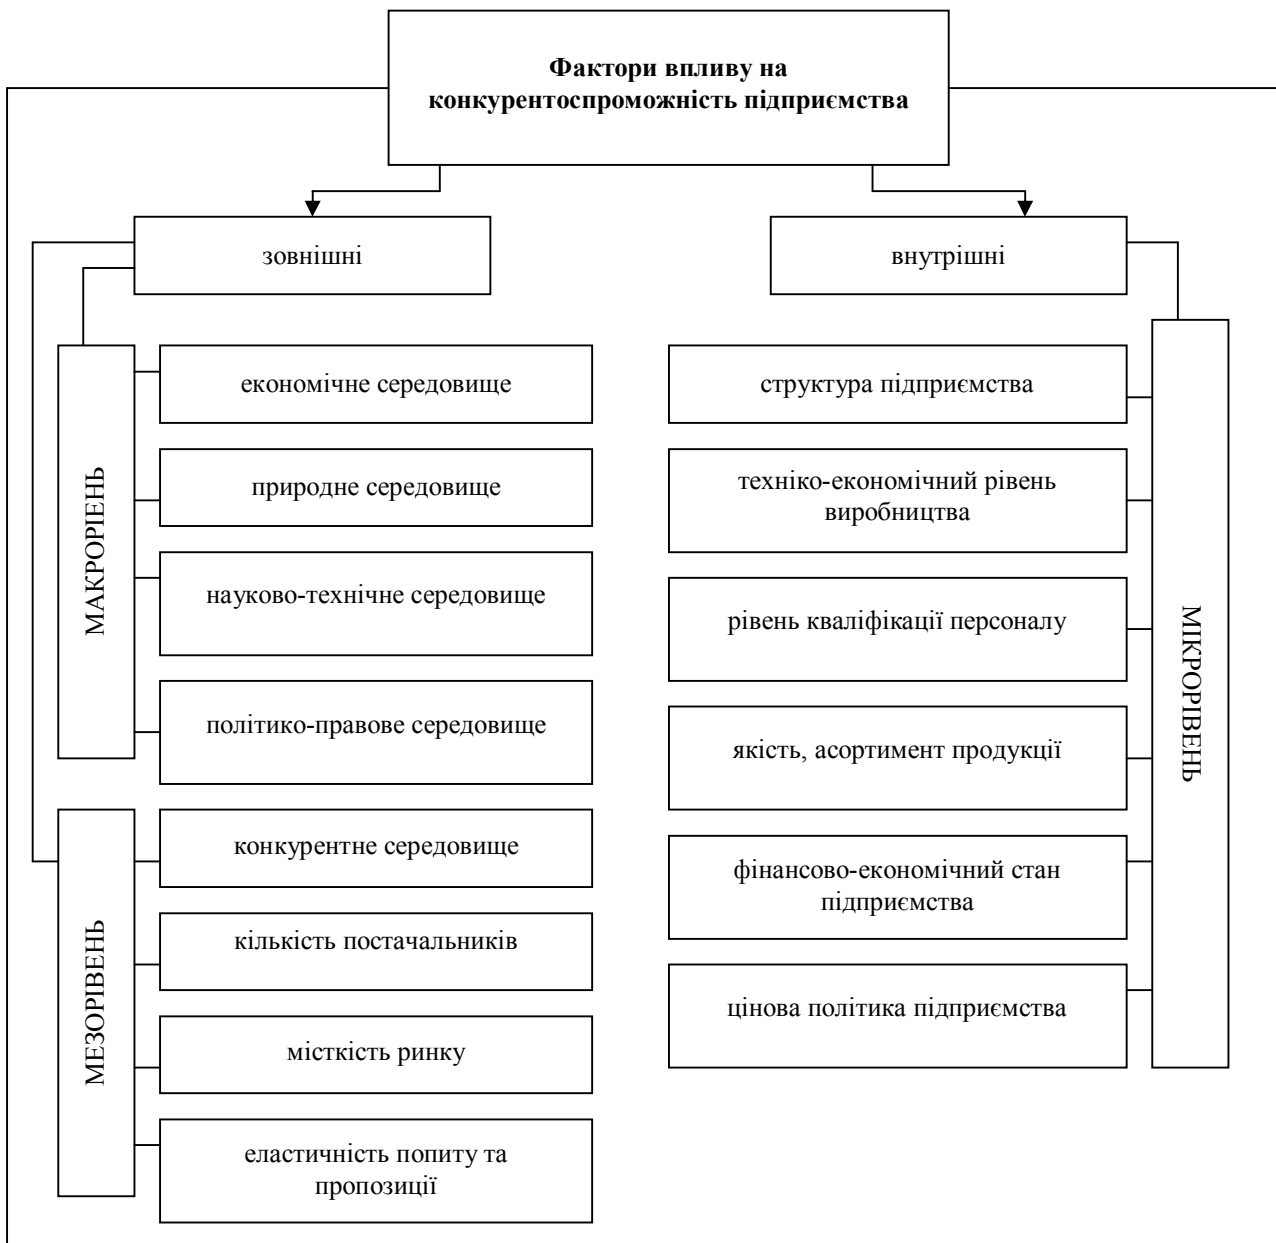 Фактори впливу на
конкурентоспроможність підприємства
зовнішні
внутрішні
МАКРОРІЕНЬ
економічне середовище
природне середовище
науково-технічне середовище
політико-правове середовище
МЕЗОРІВЕНЬ
конкурентне середовище
кількість постачальників
місткість ринку
еластичність попиту та
пропозиції
структура підприємства
техніко-економічний рівень
виробництва
рівень кваліфікації персоналу
якість, асортимент продукції
фінансово-економічний стан
підприємства
цінова політика підприємства
МІКРОРІВЕНЬ